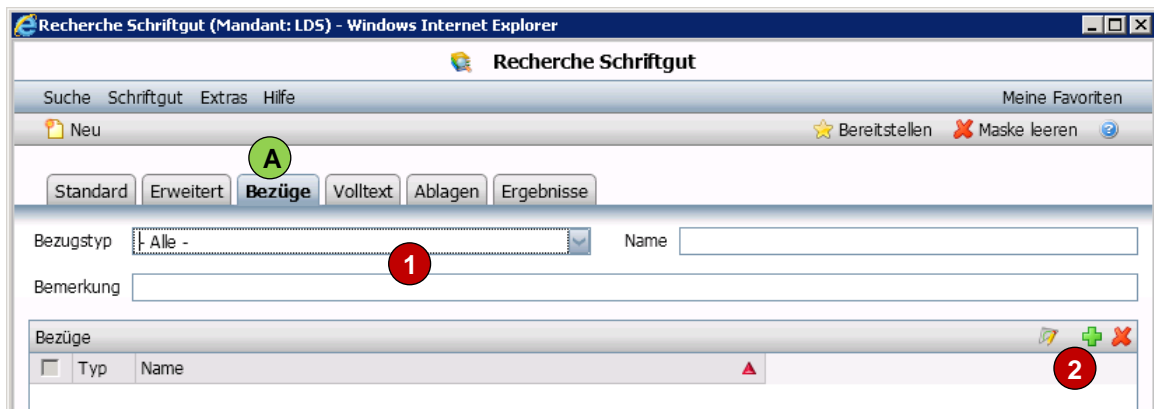 Recherche Schriftgut (Mandant: LDS) - Windows Internet Explorer
Recherche Schriftgut
Suche Schriftgut Extras Hilfe Meine Favoriten
Neu Bereitstellen Maske leeren
A
Standard Erweitert Bezüge Volltext Ablagen Ergebnisse
Bezugstyp - Alle - Name
1
Bemerkung
Bezüge
Typ Name
2